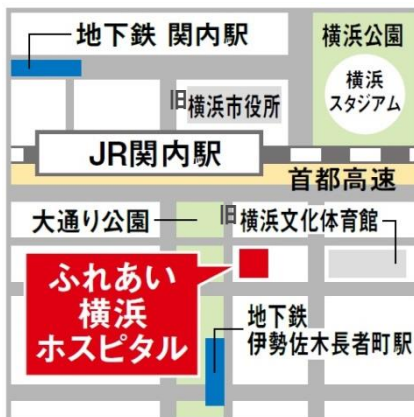 地下鉄 関内駅
横浜公園
横浜
スタジアム
旧横浜市役所
JR関内駅
首都高速
大通り公園
旧横浜文化体育館
ふれあい
横浜
ホスピタル
地下鉄
伊勢佐木長者町駅